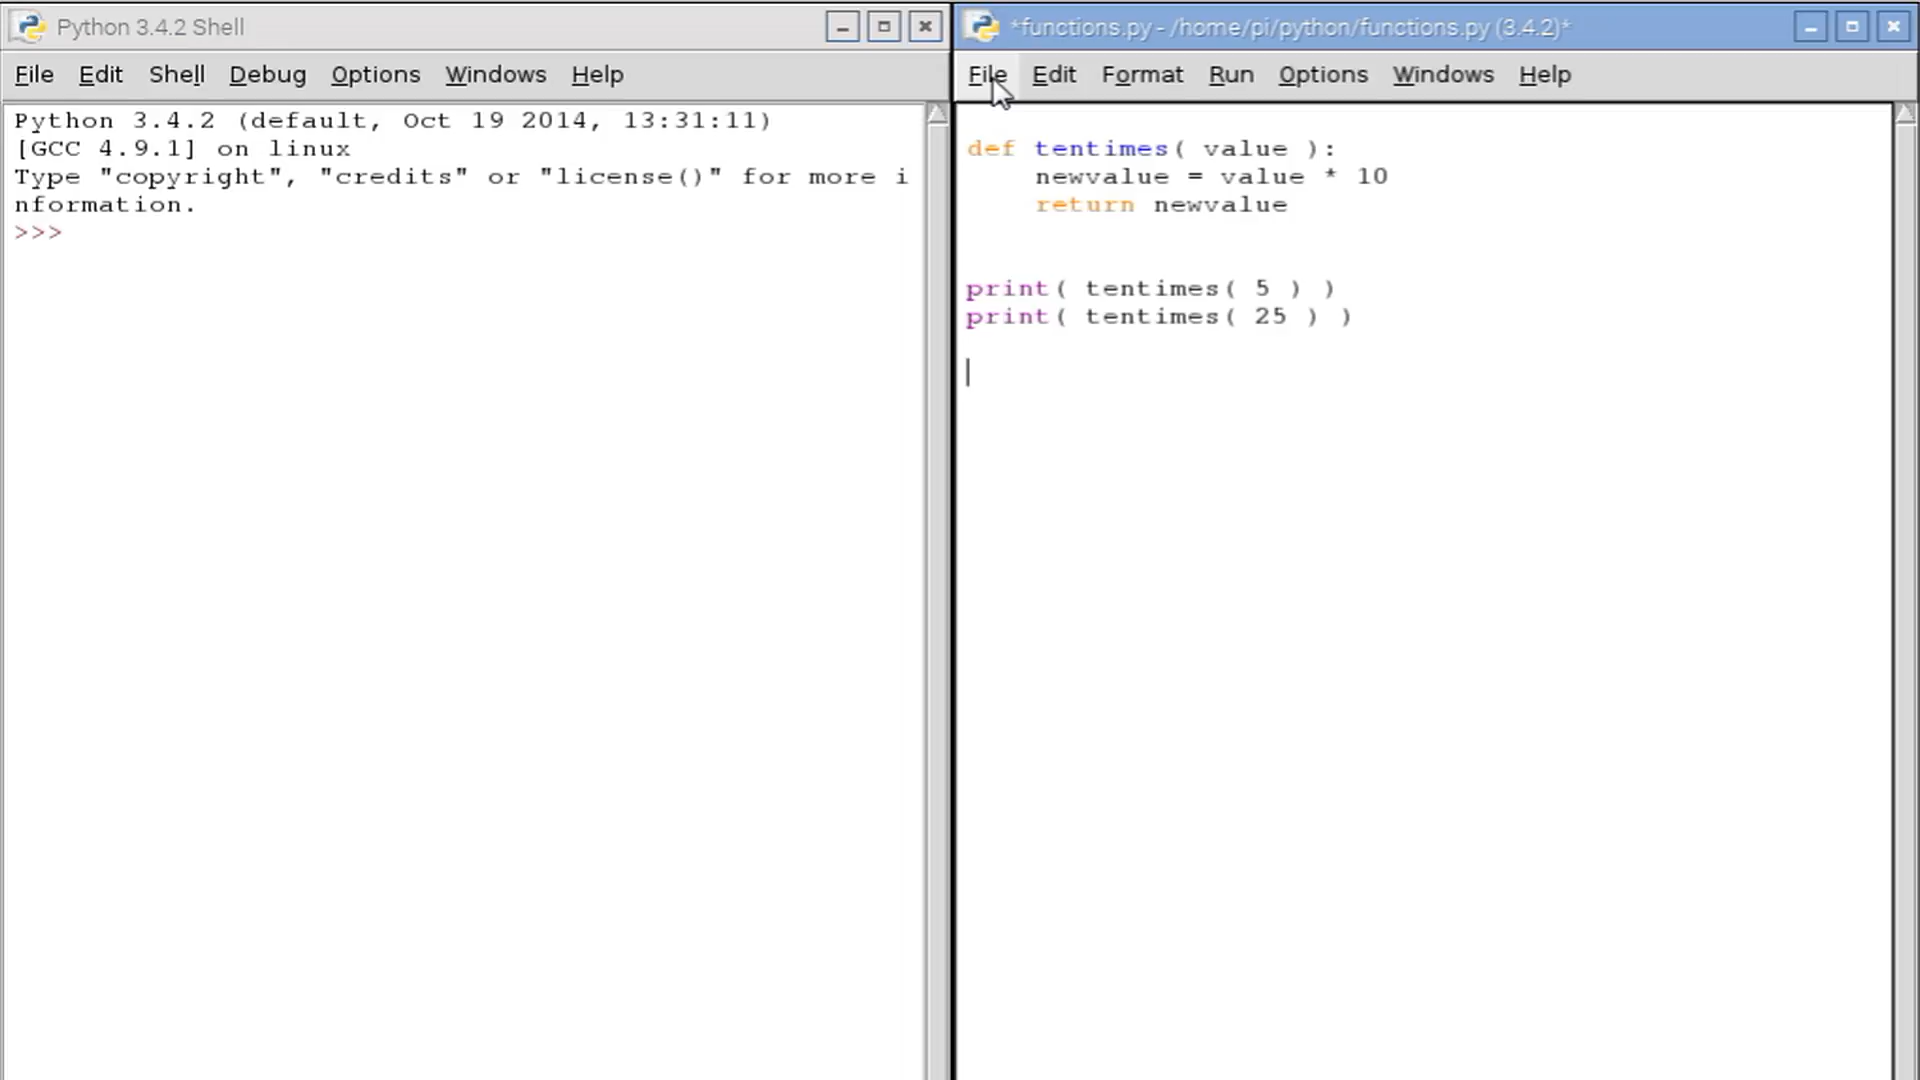 Python 3.4.2 Shell
File Edit Shell Debug Options Windows Help
Python 3.4.2 (default, Oct 19 2014, 13:31:11)
[GCC 4.9.1] on linux
Type "copyright", "credits" or "license()" for more i
nformation.
>>>
*functions.py - /home/pi/python/functions.py (3.4.2)*
File Edit Format Run Options Windows Help
def tentimes( value ):
    newvalue = value * 10
    return newvalue
print( tentimes( 5 ) )
print( tentimes( 25 ) )